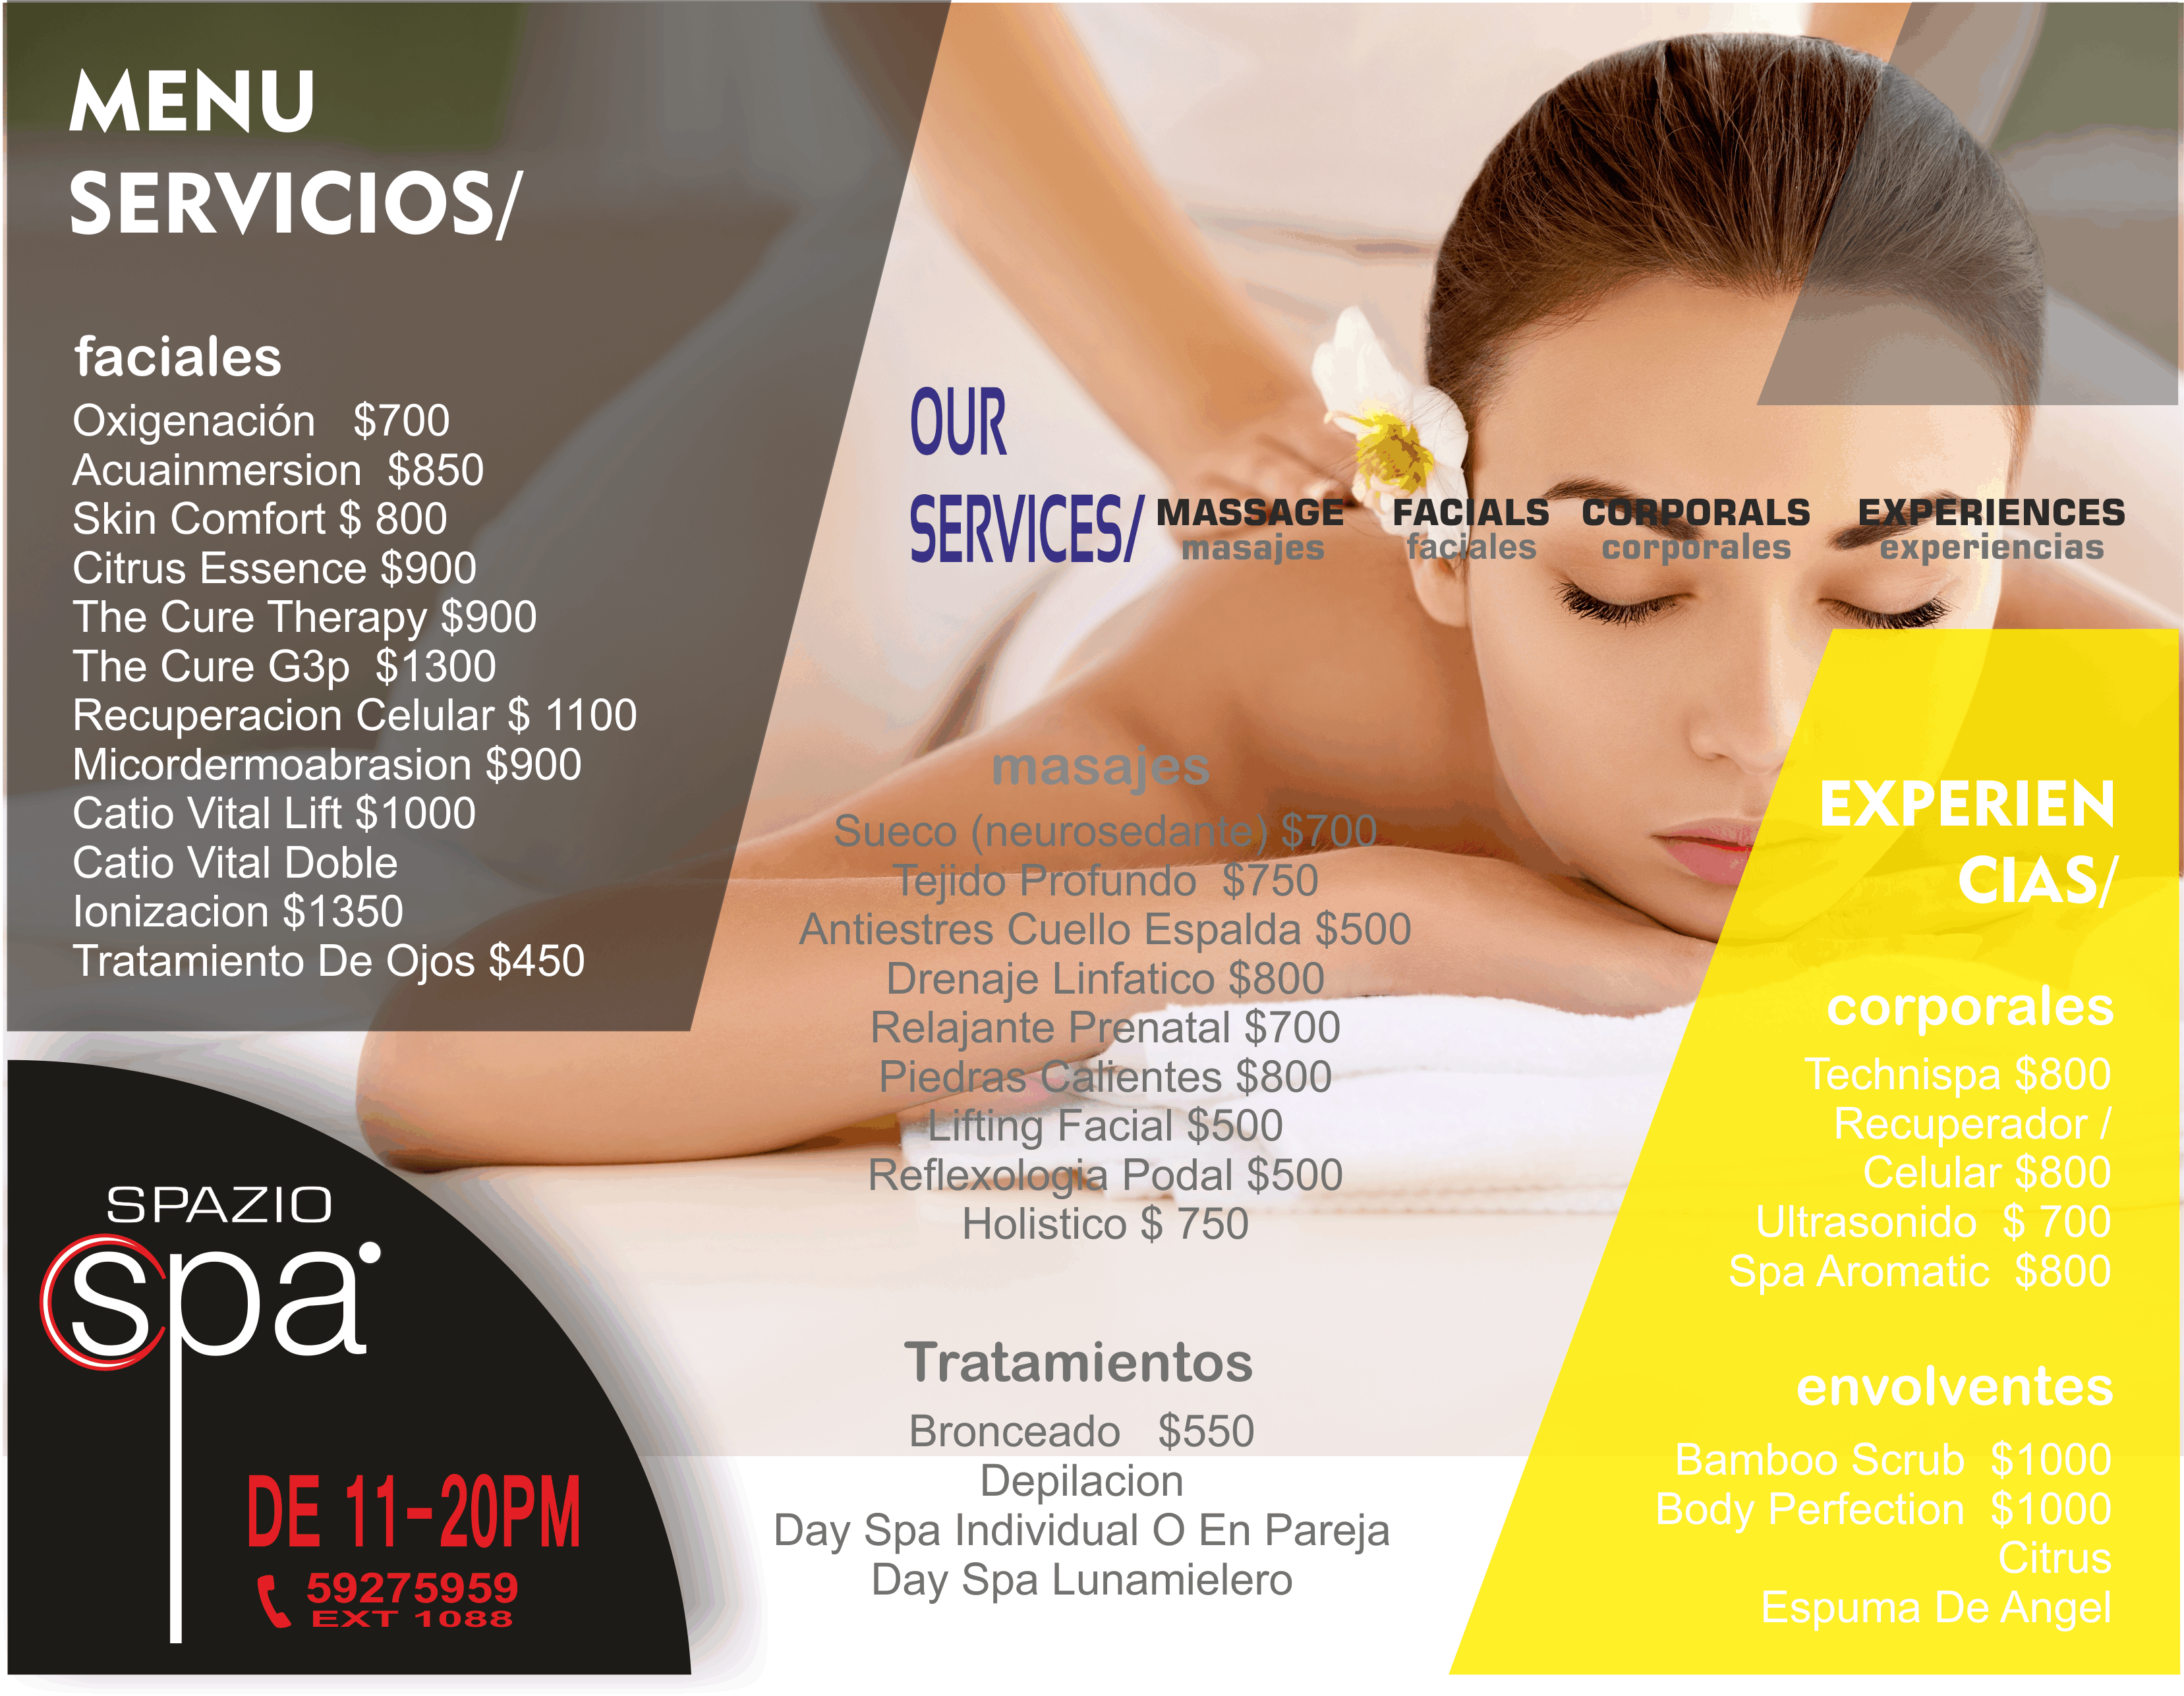 MENU
SERVICIOS/
faciales
Oxigenación $700
Acuainmersion $850
Skin Comfort $ 800
Citrus Essence $900
The Cure Therapy $900
The Cure G3p $1300
Recuperacion Celular $ 1100
Micordermoabrasion $900
Catio Vital Lift $1000
Catio Vital Doble
Ionizacion $1350
Tratamiento De Ojos $450
SPAZIO
spa
DE 11-20PM
59275959
EXT 1088
OUR
SERVICES/
MASSAGE FACIALS CORPORALS EXPERIENCES
masajes faciales corporales experiencias
masajes
Sueco (neurosedante) $700
Tejido Profundo $750
Antiestres Cuello Espalda $500
Drenaje Linfatico $800
Relajante Prenatal $700
Piedras Calientes $800
Lifting Facial $500
Reflexologia Podal $500
Holistico $ 750
Tratamientos
Bronceado $550
Depilacion
Day Spa Individual O En Pareja
Day Spa Lunamielero
EXPERIEN
CIAS/
corporales
Technispa $800
Recuperador /
Celular $800
Ultrasonido $ 700
Spa Aromatic $800
envolventes
Bamboo Scrub $1000
Body Perfection $1000
Citrus
Espuma De Angel